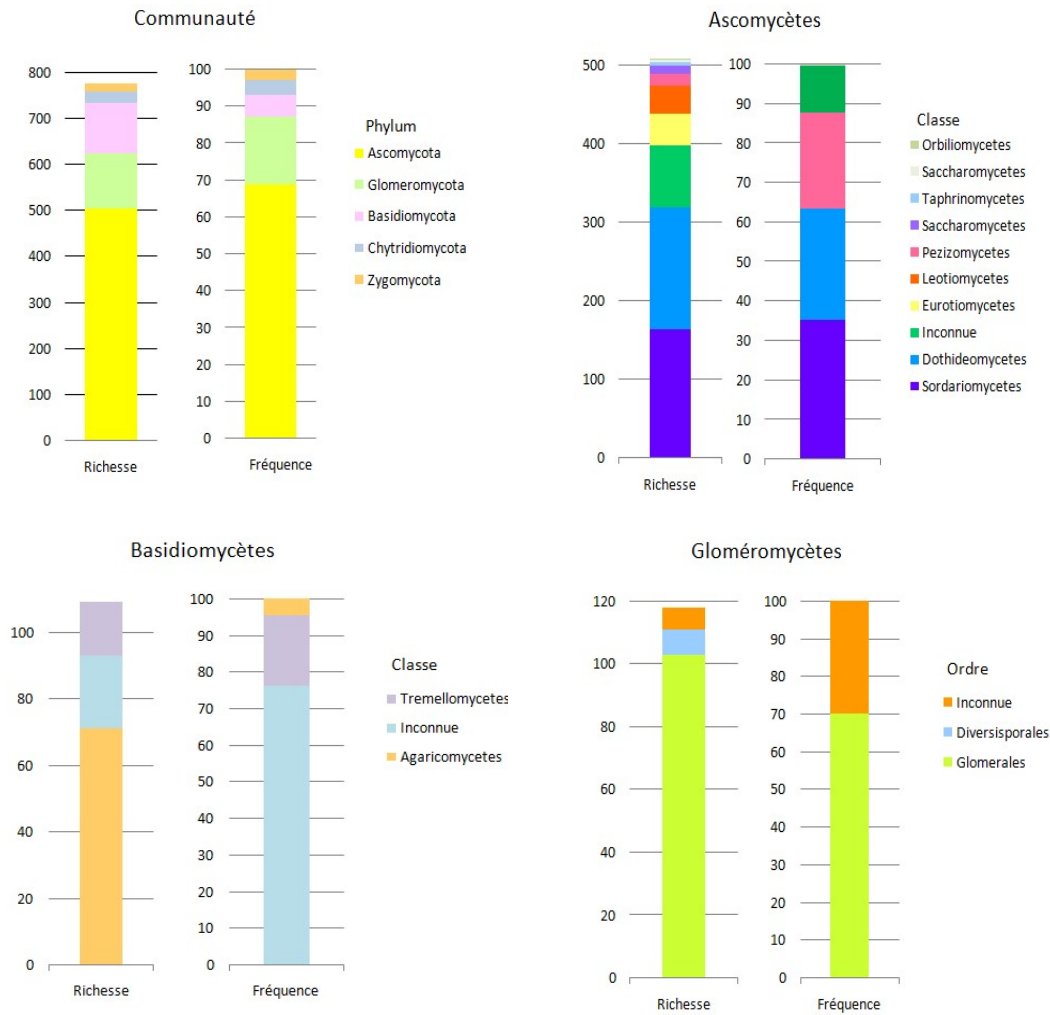 Communauté
800
700
600
500
400
300
200
100
0
Richesse
100
90
80
70
60
50
40
30
20
10
0
Fréquence
Phylum
Ascomycota
Glomeromycota
Basidiomycota
Chytridiomycota
Zygomycota
Ascomycètes
500
400
300
200
100
0
Richesse
100
90
80
70
60
50
40
30
20
10
0
Fréquence
Classe
Orbiliomycetes
Saccharomycetes
Taphrinomycetes
Saccharomycetes
Pezizomycetes
Leotiomycetes
Eurotiomycetes
Inconnue
Dothideomycetes
Sordariomycetes
Basidiomycètes
100
80
60
40
20
0
Richesse
100
90
80
70
60
50
40
30
20
10
0
Fréquence
Classe
Tremellomycetes
Inconnue
Agaricomycetes
Gloméromycètes
120
100
80
60
40
20
0
Richesse
100
90
80
70
60
50
40
30
20
10
0
Fréquence
Ordre
Inconnue
Diversisporales
Glomerales